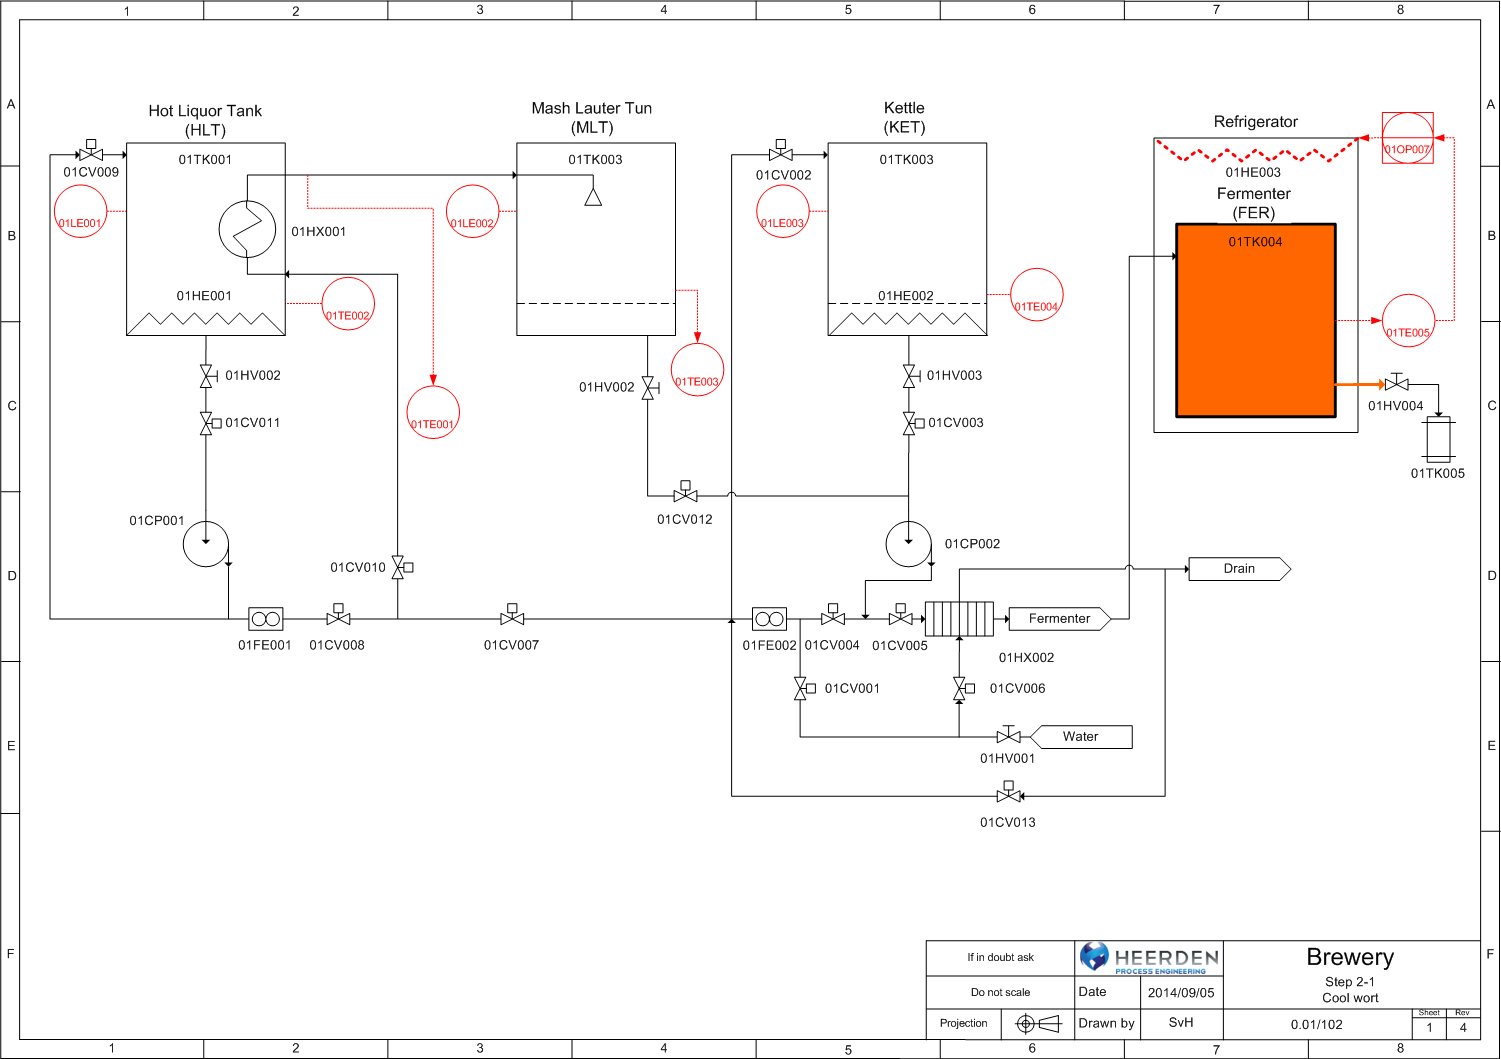 1 2 3 4 5 6 7 8
A A
B B
C C
D D
E E
F F
Hot Liquor Tank
(HLT)
Mash Lauter Tun
(MLT)
Kettle
(KET)
Refrigerator
01TK001
01TK003
01TK003
01CV009
01CV002
01OP007
01HE003
Fermenter
(FER)
01TK004
01LE001
01HX001
01LE002
01LE003
01HE001
01TE002
01HE002
01TE004
01TE005
01HV002
01HV002
01TE003
01HV003
01HV004
01CV011
01TE001
01CV003
01TK005
01CP001
01CV012
01CP002
01CV010
Drain
Fermenter
01FE001
01CV008
01CV007
01FE002
01CV004
01CV005
01HX002
01CV001
01CV006
Water
01HV001
01CV013
If in doubt ask
HEERDEN
PROCESS ENGINEERING
Brewery
Step 2-1
Cool wort
Do not scale
Date
2014/09/05
Projection
Drawn by
SvH
0.01/102
Sheet
Rev
1
4
1 2 3 4 5 6 7 8